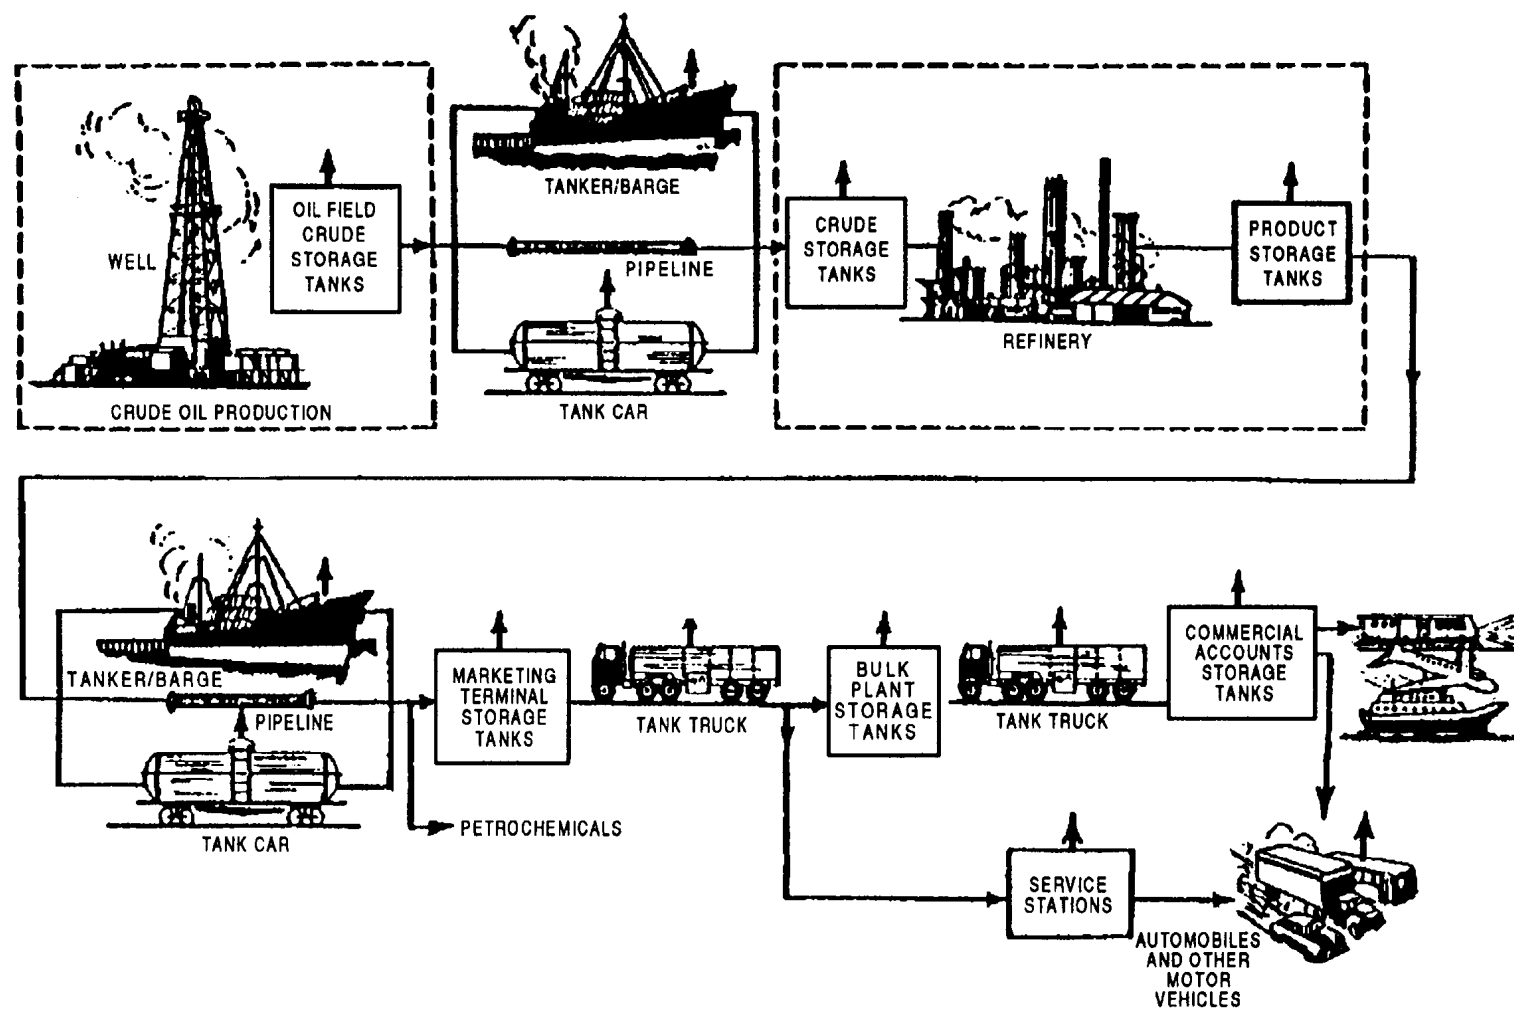 TANKER/BARGE
WELL
OIL FIELD
CRUDE
STORAGE
TANKS
PIPELINE
CRUDE
STORAGE
TANKS
PRODUCT
STORAGE
TANKS
REFINERY
CRUDE OIL PRODUCTION
TANK CAR
TANKER/BARGE
PIPELINE
TANK CAR
MARKETING
TERMINAL
STORAGE
TANKS
PETROCHEMICALS
TANK TRUCK
BULK
PLANT
STORAGE
TANKS
TANK TRUCK
COMMERCIAL
ACCOUNTS
STORAGE
TANKS
SERVICE
STATIONS
AUTOMOBILES
AND OTHER
MOTOR
VEHICLES